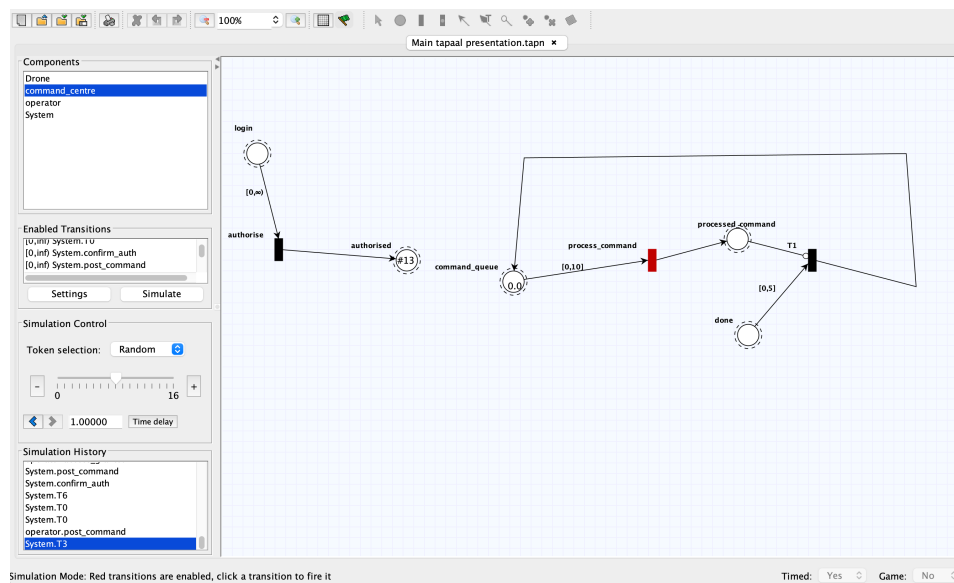 100%
Main tapaal presentation.tapn ×
Components
Drone
command_centre
operator
System
Enabled Transitions
[0,inf) System.T0
[0,inf) System.confirm_auth
[0,inf) System.post_command
Settings
Simulate
Simulation Control
Token selection:
Random
-
+
0
16
1.00000
Time delay
Simulation History
System.post_command
System.confirm_auth
System.T6
System.T0
System.T0
operator.post_command
System.T3
login
[0,∞)
authorise
authorised
#13
command_queue
0.0
[0,10]
process_command
processed_command
T1
[0,5]
done
Simulation Mode: Red transitions are enabled, click a transition to fire it
Timed:
Yes
Game:
No